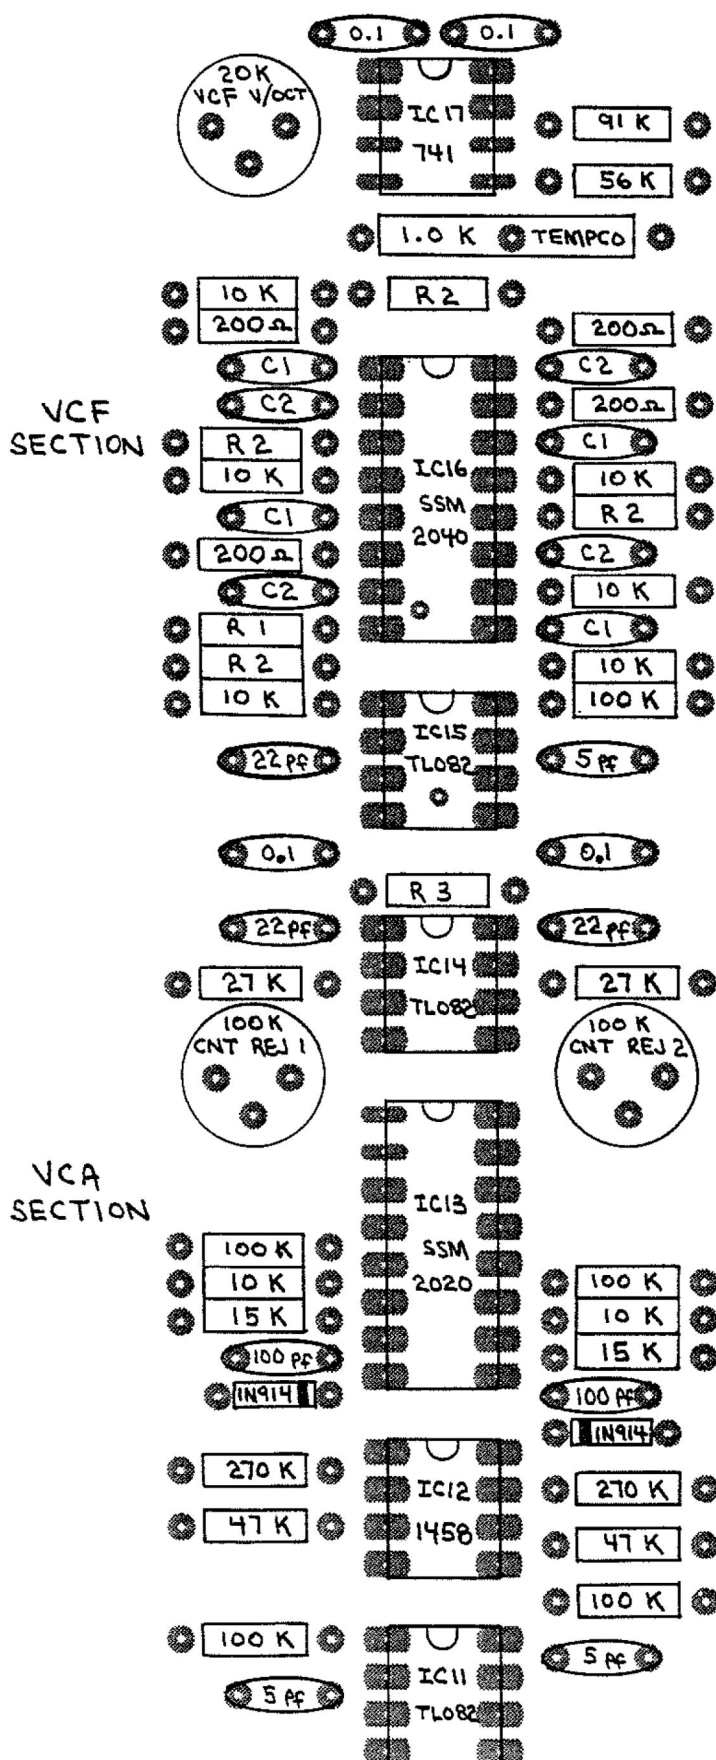 0.1 0.1
20K
VCF V/OCT
IC17
741
91 K
56 K
1.0 K TEMPCO
10 K
R2
200Ω
200Ω
C1
C2
C2
200Ω
VCF
SECTION
R2
C1
10 K
IC16
10 K
C1
SSM
R2
200Ω
2040
C2
C2
10 K
R1
C1
R2
10 K
10 K
100K
IC15
22pf
TL082
5 pf
0.1
0.1
R3
22pf
22pf
27 K
IC14
27 K
TL082
100K
CNT REJ 1
100 K
CNT REJ 2
VCA
SECTION
IC13
SSM
2020
100 K
10 K
100 K
15 K
10 K
100 pf
15 K
1N914
100 pf
1N914
270 K
IC12
270 K
47 K
1458
47 K
100 K
100 K
5 pf
IC11
5 pf
TL082